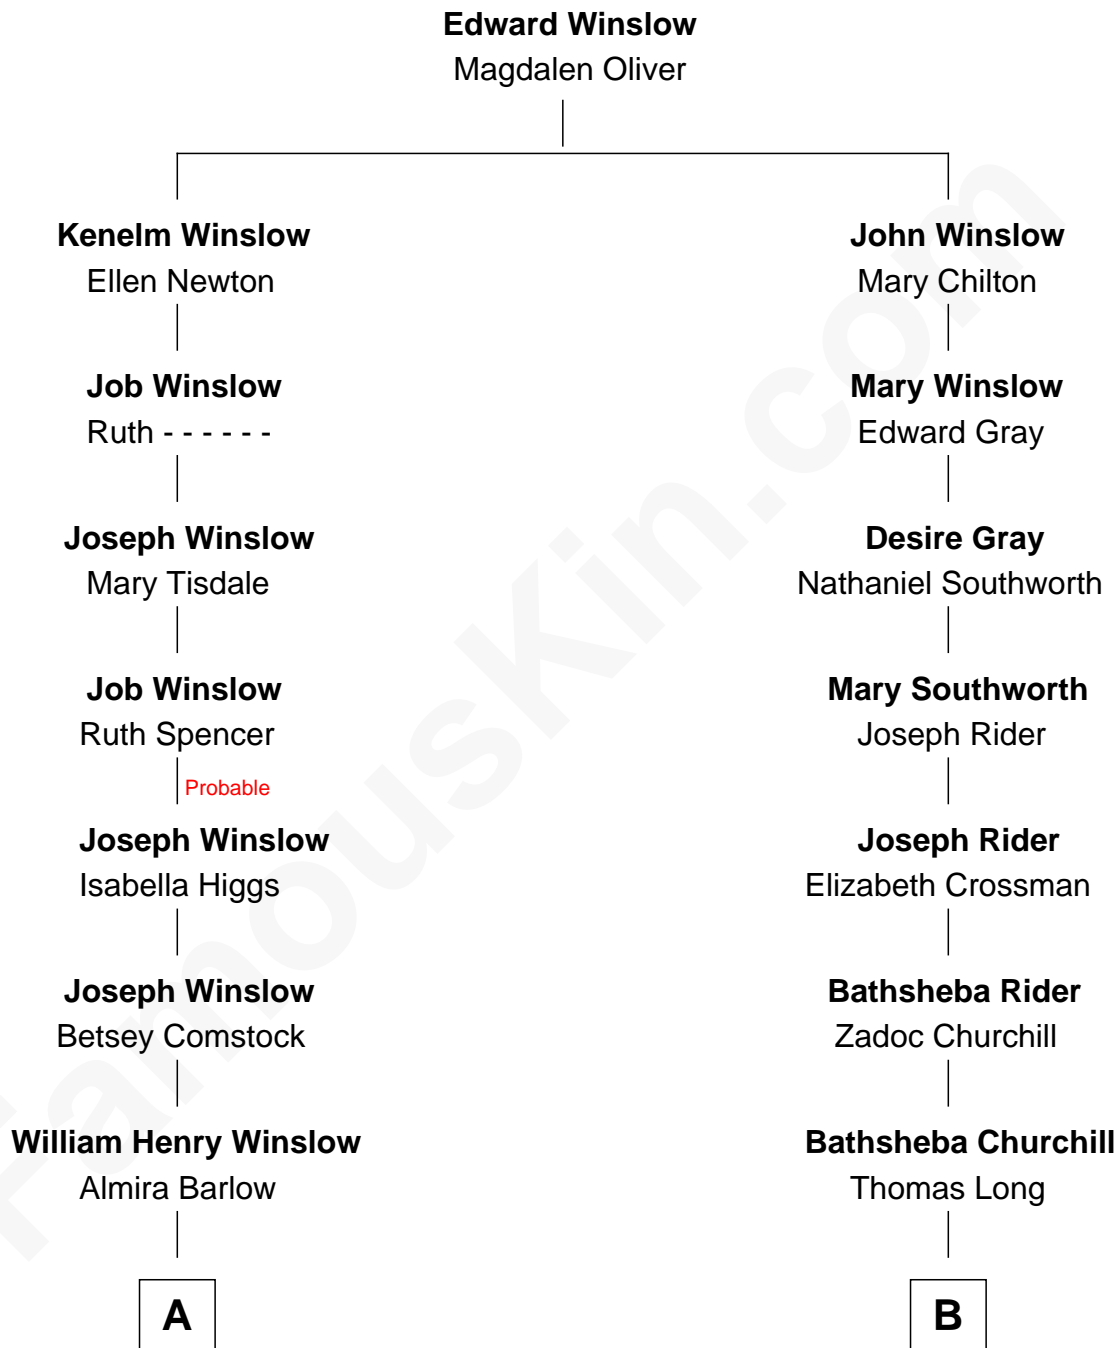 Edward Winslow
Magdalen Oliver
Kenelm Winslow
Ellen Newton
John Winslow
Mary Chilton
Job Winslow
Ruth - - - - - -
Mary Winslow
Edward Gray
Joseph Winslow
Mary Tisdale
Desire Gray
Nathaniel Southworth
Job Winslow
Ruth Spencer
Mary Southworth
Joseph Rider
Probable
Joseph Winslow
Isabella Higgs
Joseph Rider
Elizabeth Crossman
Joseph Winslow
Betsey Comstock
Bathsheba Rider
Zadoc Churchill
William Henry Winslow
Almira Barlow
Bathsheba Churchill
Thomas Long
A
B
FamousKin.com